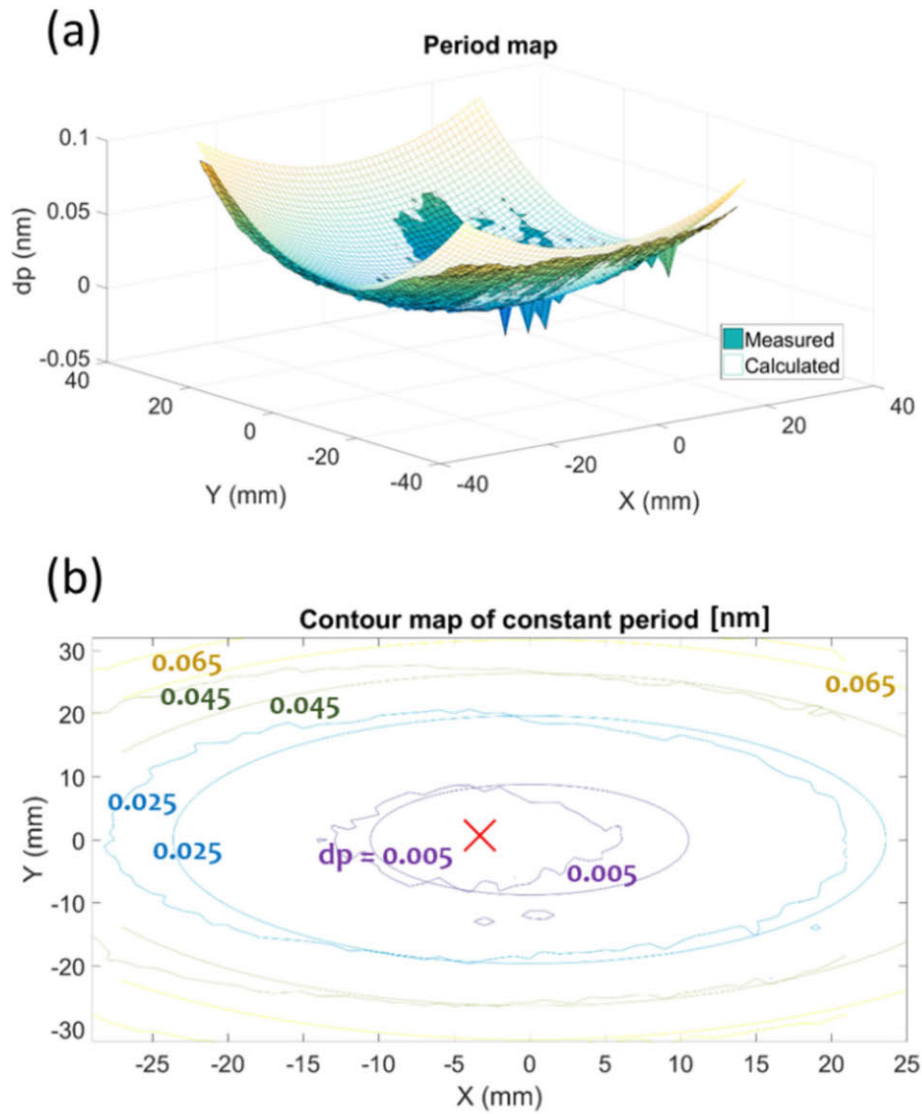 (a)
Period map
0.1
0.05
0
-0.05
dp (nm)
40
20
0
-20
-40
Y (mm)
-40
-20
0
20
40
X (mm)
Measured
Calculated
(b)
Contour map of constant period [nm]
30
20
10
0
-10
-20
-30
Y (mm)
0.065
0.045
0.045
0.065
0.025
0.025
dp = 0.005
0.005
-25 -20 -15 -10 -5 0 5 10 15 20 25
X (mm)